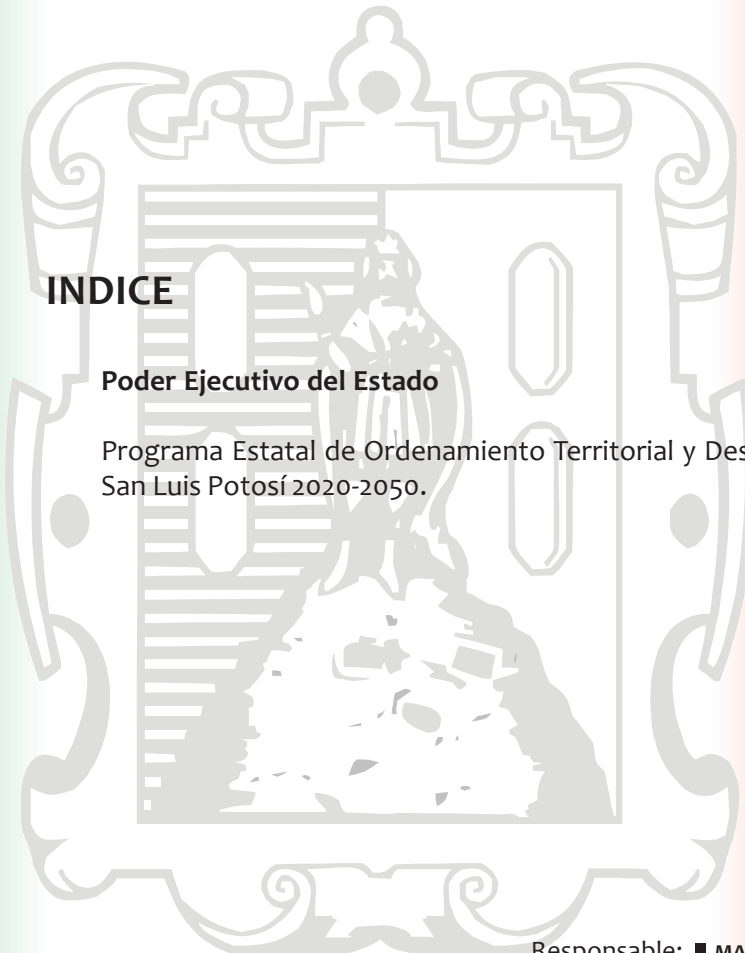 INDICE
Poder Ejecutivo del Estado
Programa Estatal de Ordenamiento Territorial y
San Luis Potosí 2020-2050.
Responsable: